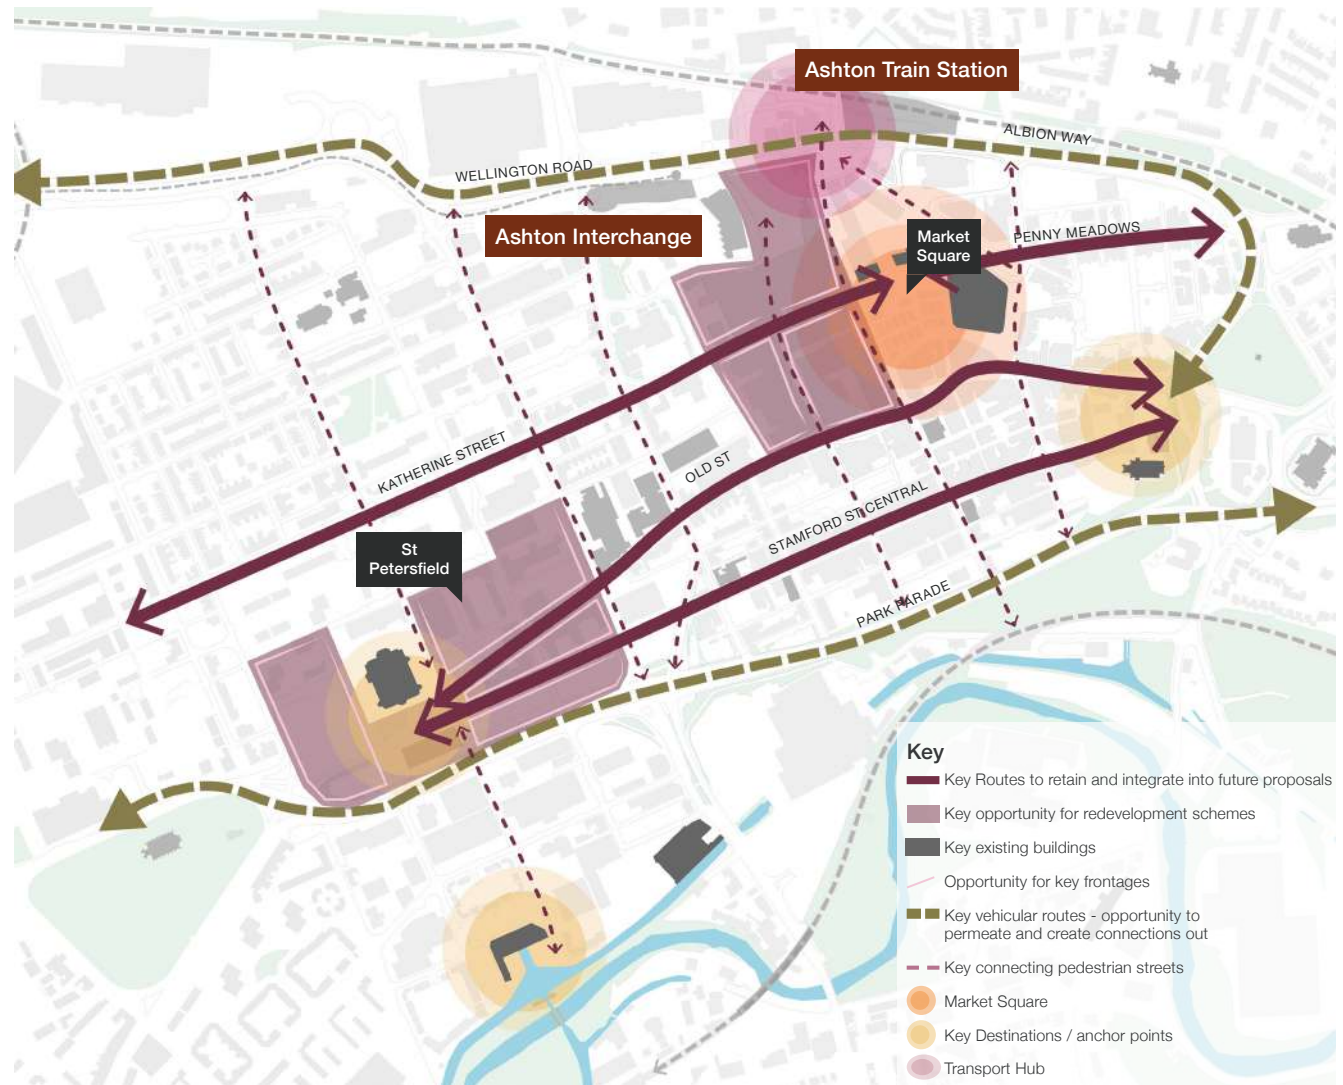 Ashton Train Station
ALBION WAY
WELLINGTON ROAD
Ashton Interchange
Market
Square
PENNY MEADOWS
KATHERINE STREET
OLD ST
STAMFORD ST CENTRAL
St
Petersfield
PARK PARADE
Key
Key Routes to retain and integrate into future proposals
Key opportunity for redevelopment schemes
Key existing buildings
Opportunity for key frontages
Key vehicular routes - opportunity to
permeate and create connections out
Key connecting pedestrian streets
Market Square
Key Destinations / anchor points
Transport Hub